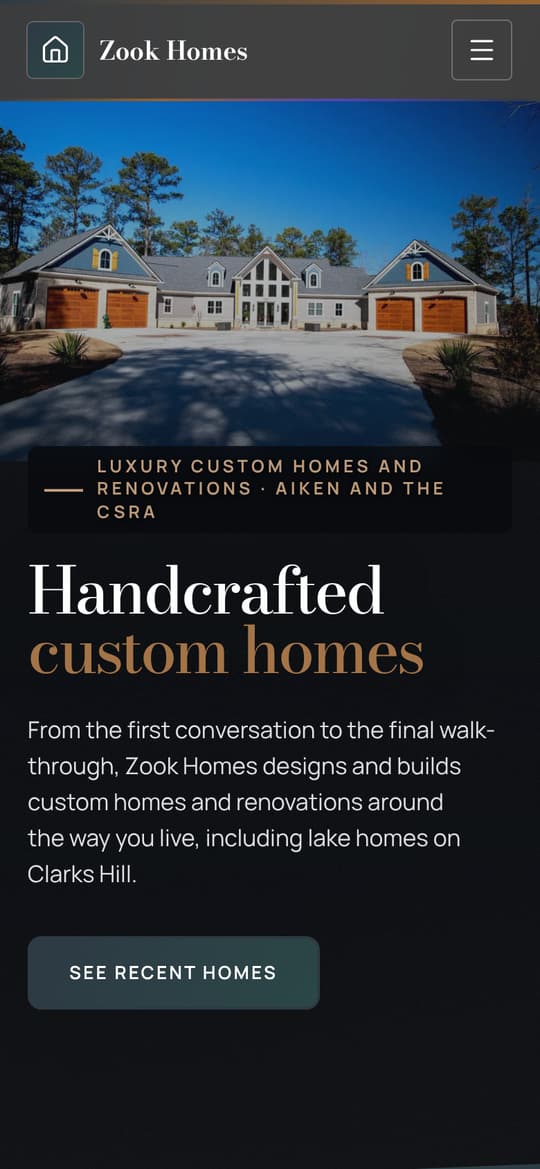 Zook Homes
LUXURY CUSTOM HOMES AND
RENOVATIONS · AIKEN AND THE
CSRA
Handcrafted
custom homes
From the first conversation to the final walk-
through, Zook Homes designs and builds
custom homes and renovations around
the way you live, including lake homes on
Clarks Hill.
SEE RECENT HOMES